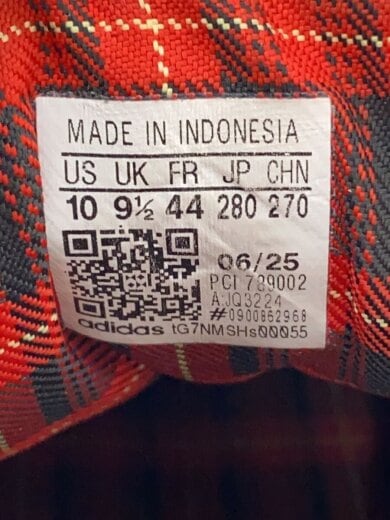 MADE IN INDONESIA
US UK FR JP CHN
10 9½ 44 280 270
06/25
PCI 789002
AJQ3224
#0900862968
adidas tG7NMSHs00055